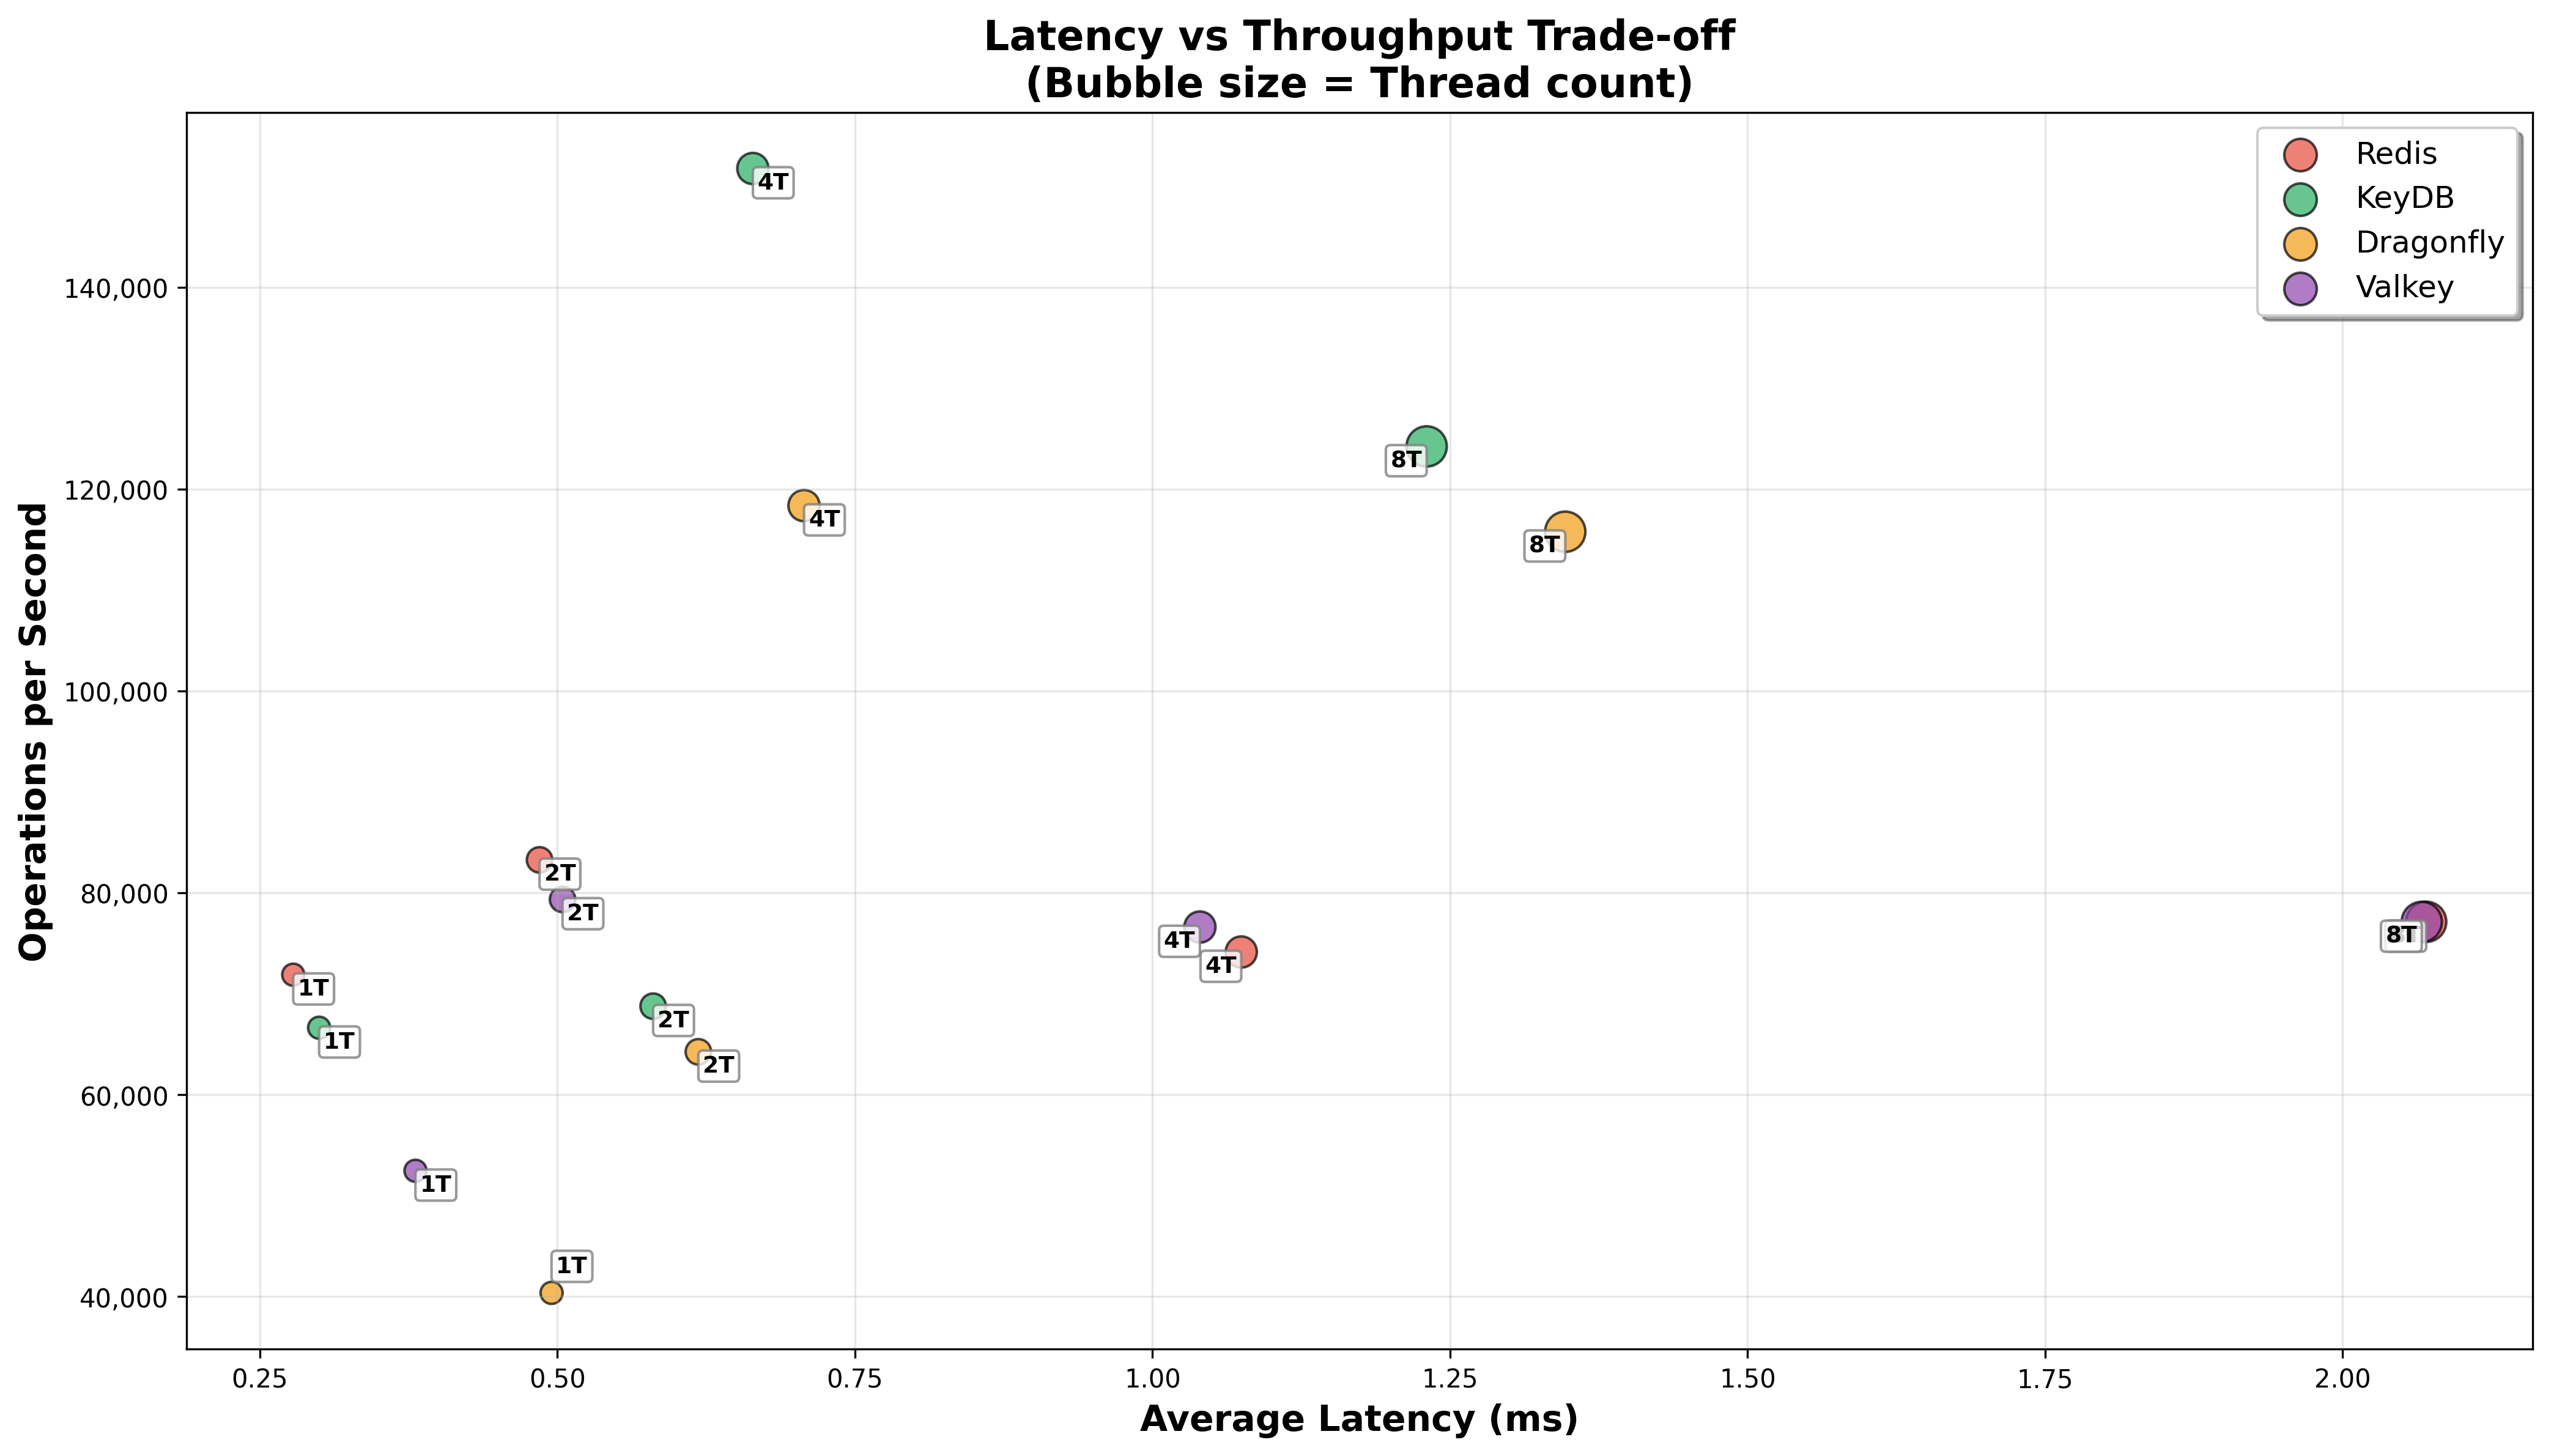 Latency vs Throughput Trade-off
(Bubble size = Thread count)
Redis
KeyDB
Dragonfly
Valkey
Operations per Second
140,000
120,000
100,000
80,000
60,000
40,000
4T
8T
4T
8T
2T
2T
4T
4T
8T
1T
1T
2T
2T
1T
1T
0.25
0.50
0.75
1.00
1.25
1.50
1.75
2.00
Average Latency (ms)